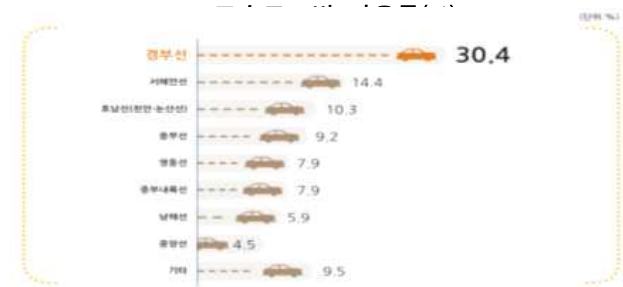 (단위: %)
경부선 30.4
서해안선 14.4
호남선(천안-논산선) 10.3
중부선 9.2
영동선 7.9
중부내륙선 7.9
남해선 5.9
중앙선 4.5
기타 9.5